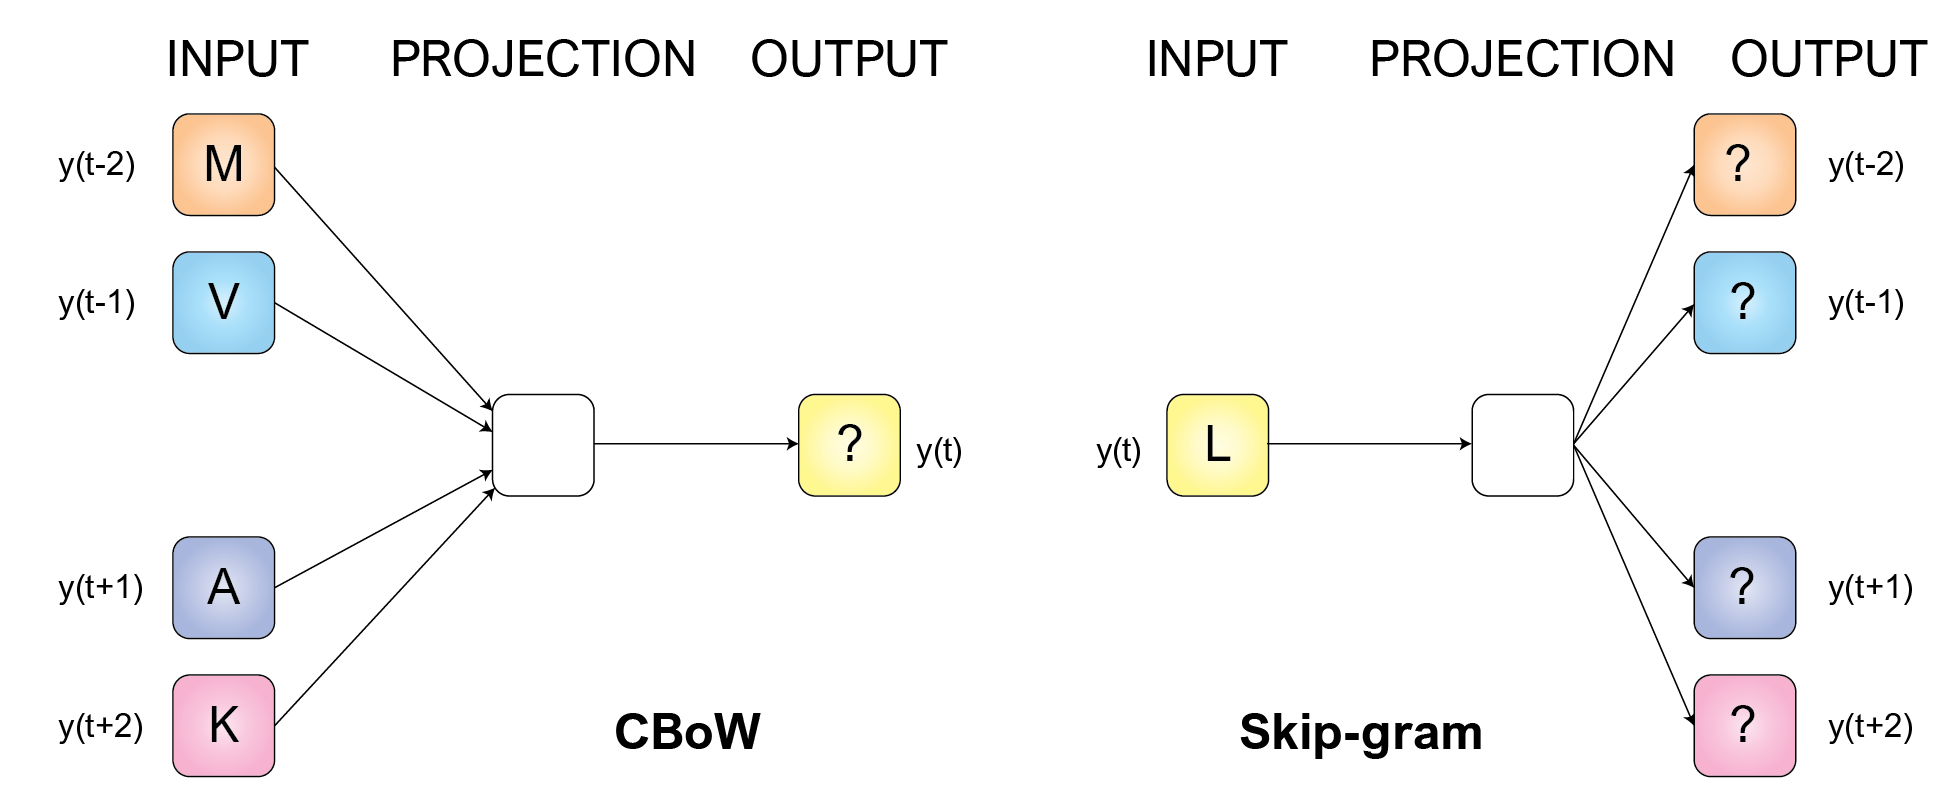 INPUT PROJECTION OUTPUT
y(t-2) M
y(t-1) V
? y(t)
y(t+1) A
y(t+2) K
CBoW
INPUT PROJECTION OUTPUT
? y(t-2)
? y(t-1)
y(t) L
? y(t+1)
? y(t+2)
Skip-gram